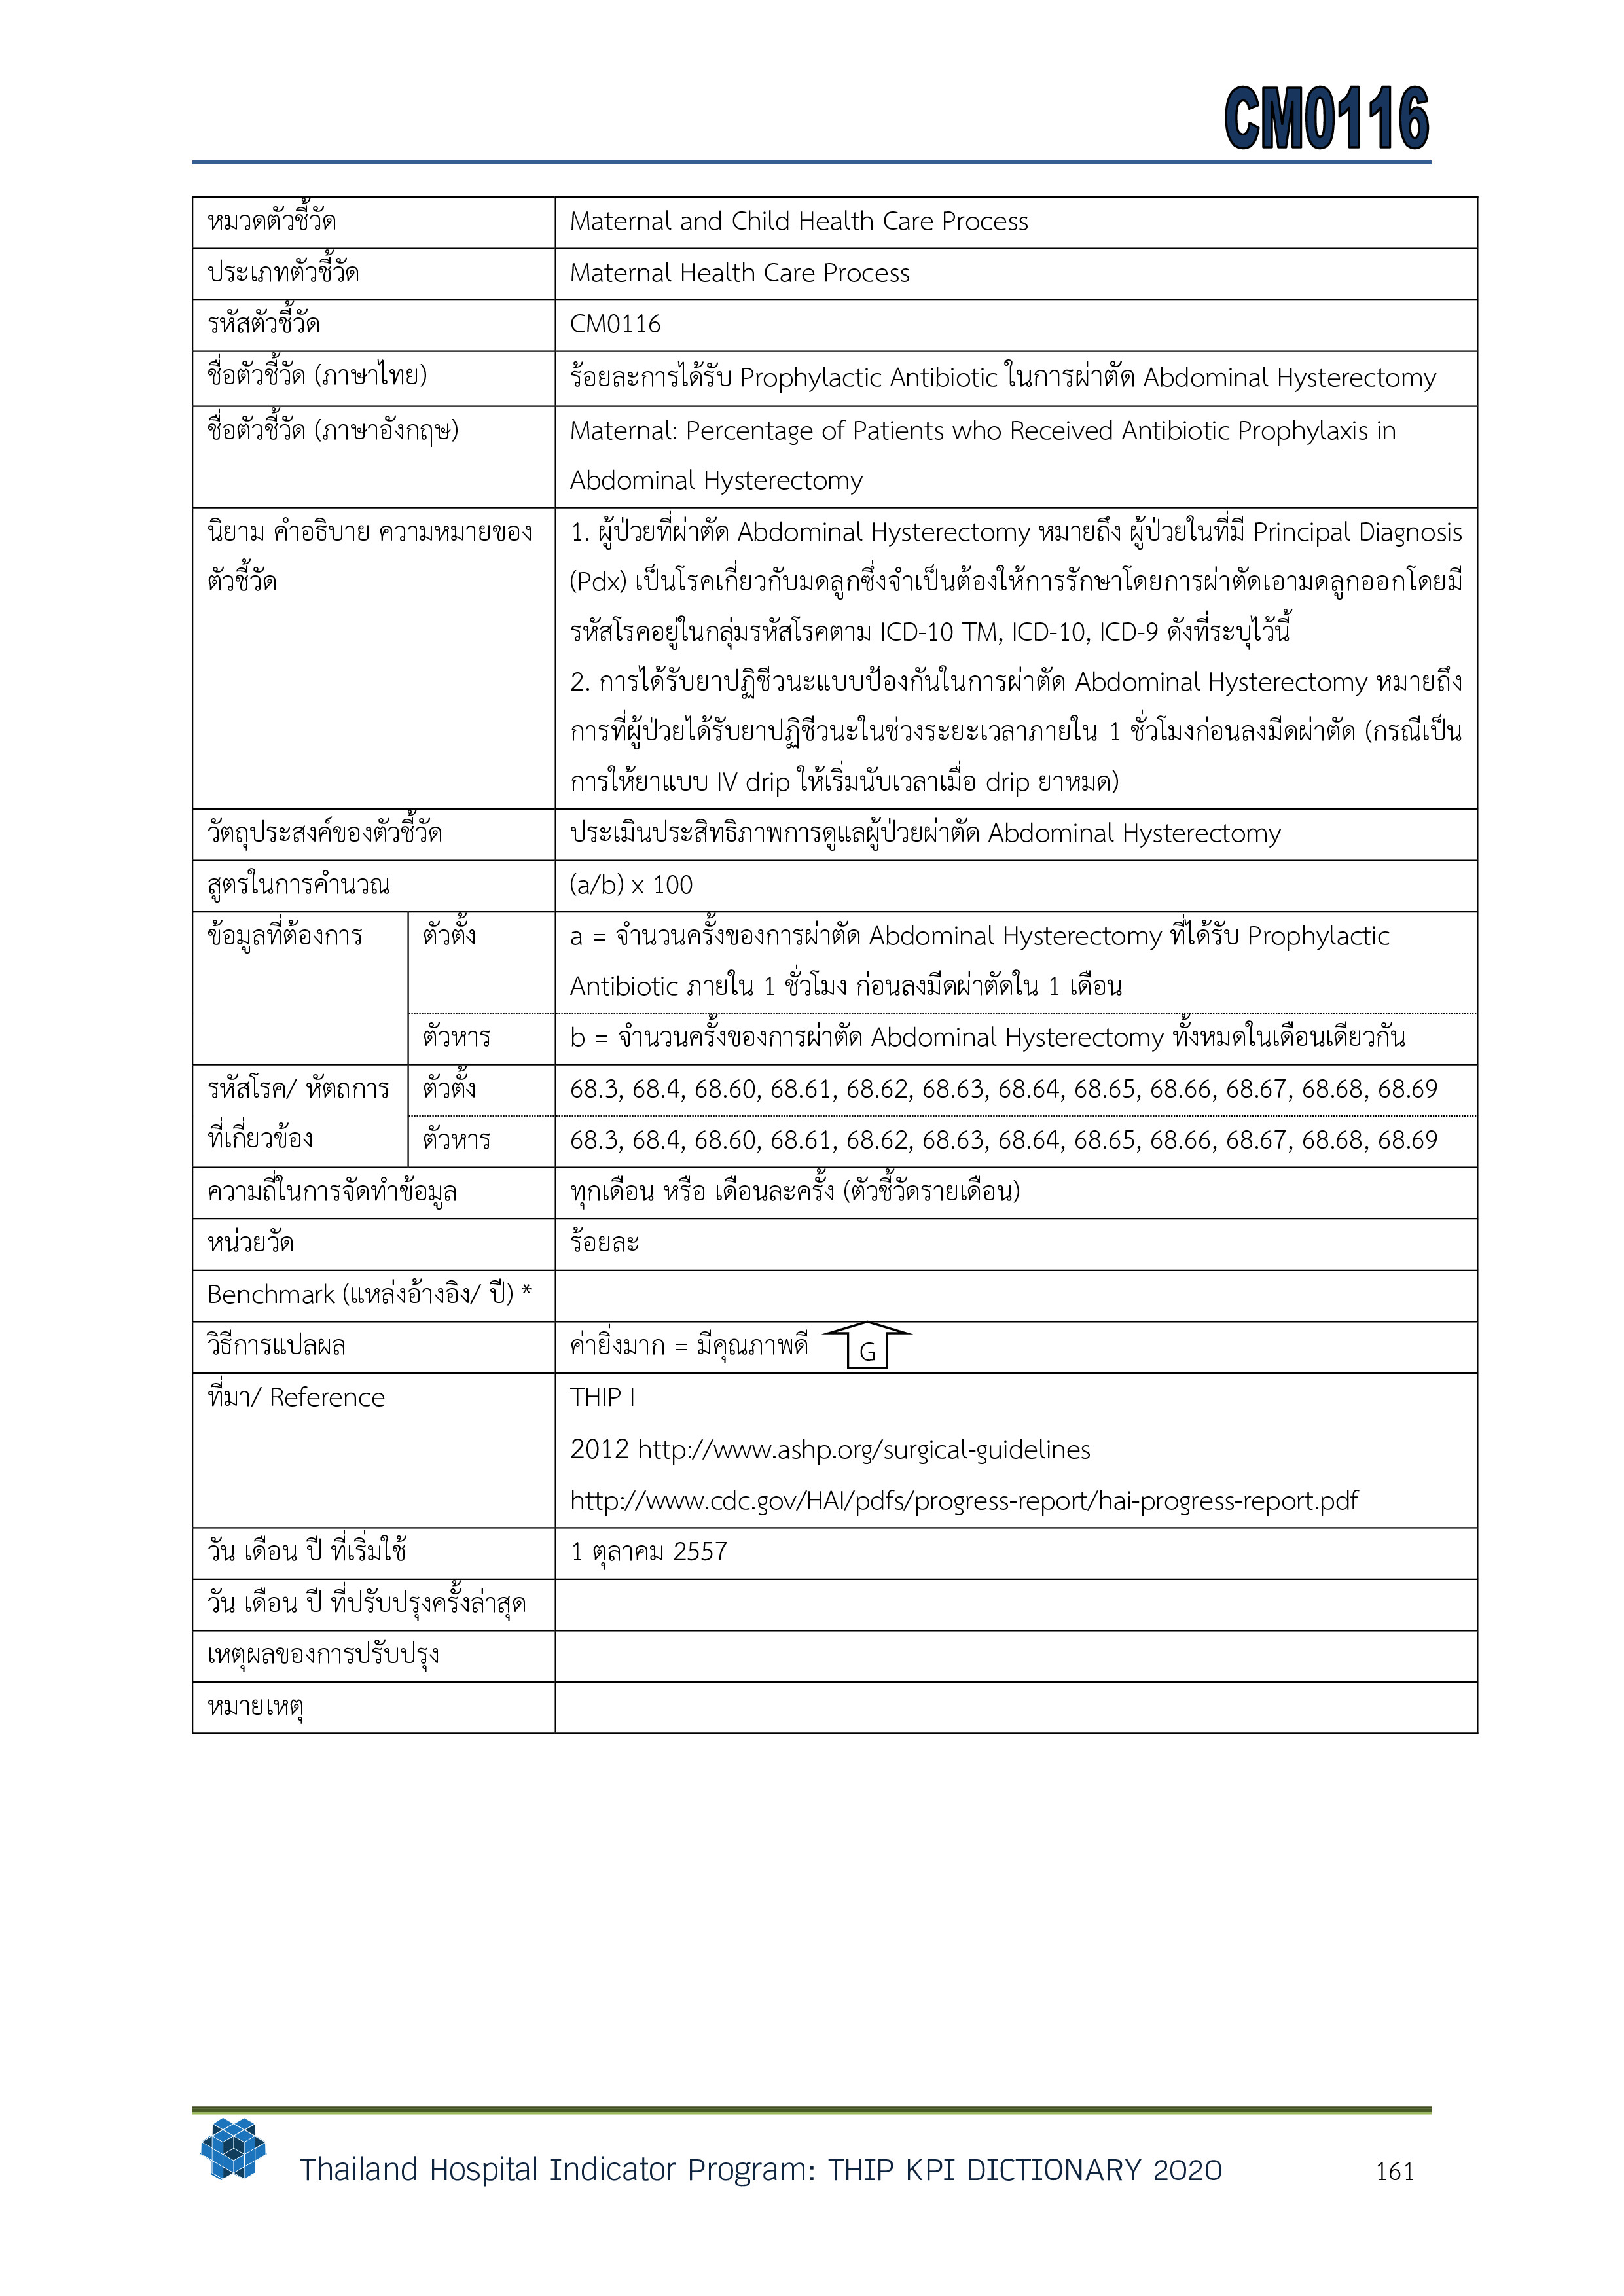 CM0116
หมวดตัวชี้วัด Maternal and Child Health Care Process
ประเภทตัวชี้วัด Maternal Health Care Process
รหัสตัวชี้วัด CM0116
ชื่อตัวชี้วัด (ภาษาไทย) ร้อยละการได้รับ Prophylactic Antibiotic ในการผ่าตัด Abdominal Hysterectomy
ชื่อตัวชี้วัด (ภาษาอังกฤษ) Maternal: Percentage of Patients who Received Antibiotic Prophylaxis in
Abdominal Hysterectomy
นิยาม คำอธิบาย ความหมายของ
ตัวชี้วัด
1. ผู้ป่วยที่ผ่าตัด Abdominal Hysterectomy หมายถึง ผู้ป่วยในที่มี Principal Diagnosis
(Pdx) เป็นโรคเกี่ยวกับมดลูกซึ่งจำเป็นต้องให้การรักษาโดยการผ่าตัดเอามดลูกออกโดยมี
รหัสโรคอยู่ในกลุ่มรหัสโรคตาม ICD-10 TM, ICD-10, ICD-9 ดังที่ระบุไว้นี้
2. การได้รับยาปฏิชีวนะแบบป้องกันในการผ่าตัด Abdominal Hysterectomy หมายถึง
การที่ผู้ป่วยได้รับยาปฏิชีวนะในช่วงระยะเวลาภายใน 1 ชั่วโมงก่อนลงมีดผ่าตัด (กรณีเป็น
การให้ยาแบบ IV drip ให้เริ่มนับเวลาเมื่อ drip ยาหมด)
วัตถุประสงค์ของตัวชี้วัด ประเมินประสิทธิภาพการดูแลผู้ป่วยผ่าตัด Abdominal Hysterectomy
สูตรในการคำนวณ (a/b) x 100
ข้อมูลที่ต้องการ ตัวตั้ง a = จำนวนครั้งของการผ่าตัด Abdominal Hysterectomy ที่ได้รับ Prophylactic
Antibiotic ภายใน 1 ชั่วโมง ก่อนลงมีดผ่าตัดใน 1 เดือน
ตัวหาร b = จำนวนครั้งของการผ่าตัด Abdominal Hysterectomy ทั้งหมดในเดือนเดียวกัน
รหัสโรค/ หัตถการ
ที่เกี่ยวข้อง
ตัวตั้ง 68.3, 68.4, 68.60, 68.61, 68.62, 68.63, 68.64, 68.65, 68.66, 68.67, 68.68, 68.69
ตัวหาร 68.3, 68.4, 68.60, 68.61, 68.62, 68.63, 68.64, 68.65, 68.66, 68.67, 68.68, 68.69
ความถี่ในการจัดทำข้อมูล ทุกเดือน หรือ เดือนละครั้ง (ตัวชี้วัดรายเดือน)
หน่วยวัด ร้อยละ
Benchmark (แหล่งอ้างอิง/ ปี) *
วิธีการแปลผล ค่ายิ่งมาก = มีคุณภาพดี G
ที่มา/ Reference THIP I
2012 http://www.ashp.org/surgical-guidelines
http://www.cdc.gov/HAI/pdfs/progress-report/hai-progress-report.pdf
วัน เดือน ปี ที่เริ่มใช้ 1 ตุลาคม 2557
วัน เดือน ปี ที่ปรับปรุงครั้งล่าสุด
เหตุผลของการปรับปรุง
หมายเหตุ
Thailand Hospital Indicator Program: THIP KPI DICTIONARY 2020 161